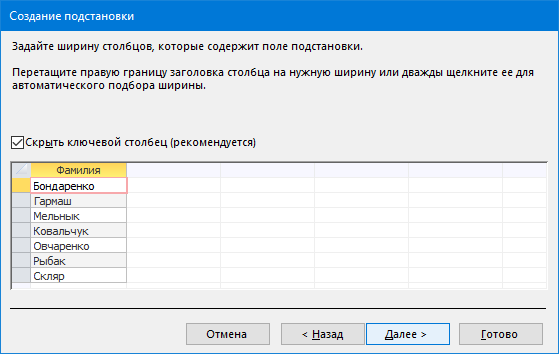 Создание подстановки
Задайте ширину столбцов, которые содержит поле подстановки.
Перетащите правую границу заголовка столбца на нужную ширину или дважды щелкните ее для
автоматического подбора ширины.
Скрыть ключевой столбец (рекомендуется)
Фамилия
Бондаренко
Гармаш
Мельнык
Ковальчук
Овчаренко
Рыбак
Скляр
Отмена
< Назад
Далее >
Готово